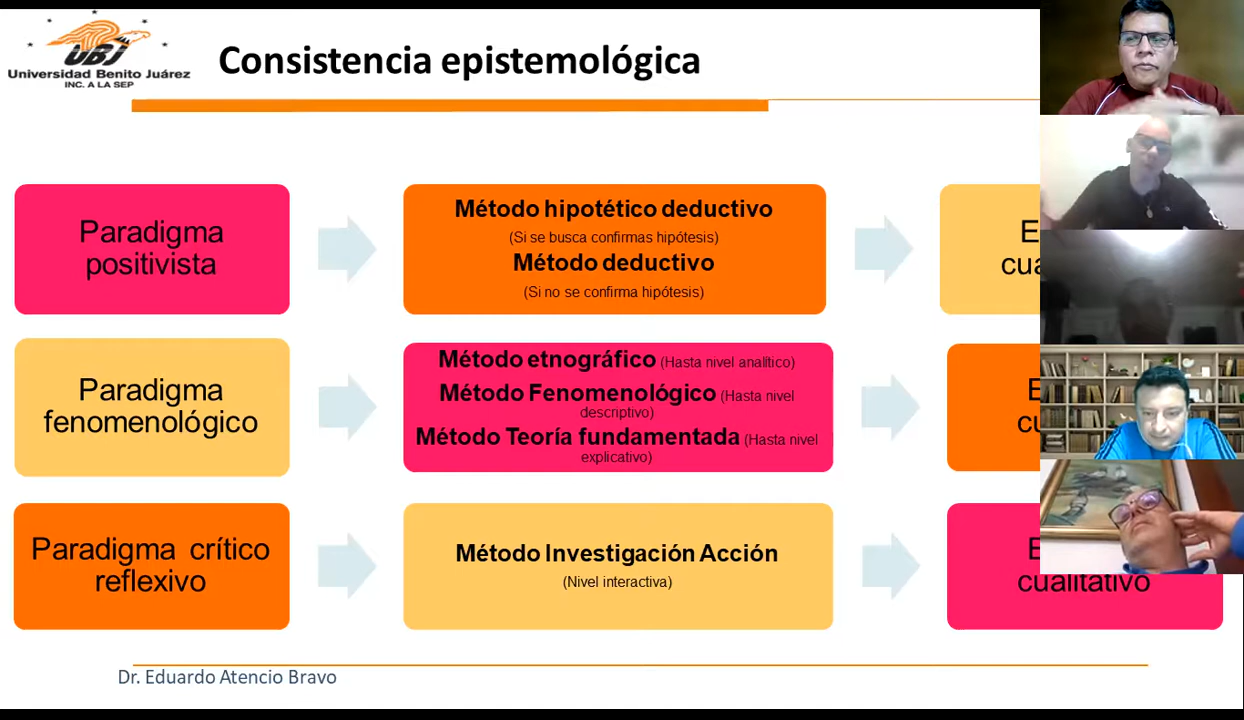 UBJ
Universidad Benito Juárez
INC. A LA SEP
Consistencia epistemológica
Paradigma
positivista
Método hipotético deductivo
(Si se busca confirmas hipótesis)
Método deductivo
(Si no se confirma hipótesis)
Paradigma
fenomenológico
Método etnográfico (Hasta nivel analítico)
Método Fenomenológico (Hasta nivel
descriptivo)
Método Teoría fundamentada (Hasta nivel
explicativo)
Paradigma crítico
reflexivo
Método Investigación Acción
(Nivel interactiva)
cualitativo
Dr. Eduardo Atencio Bravo